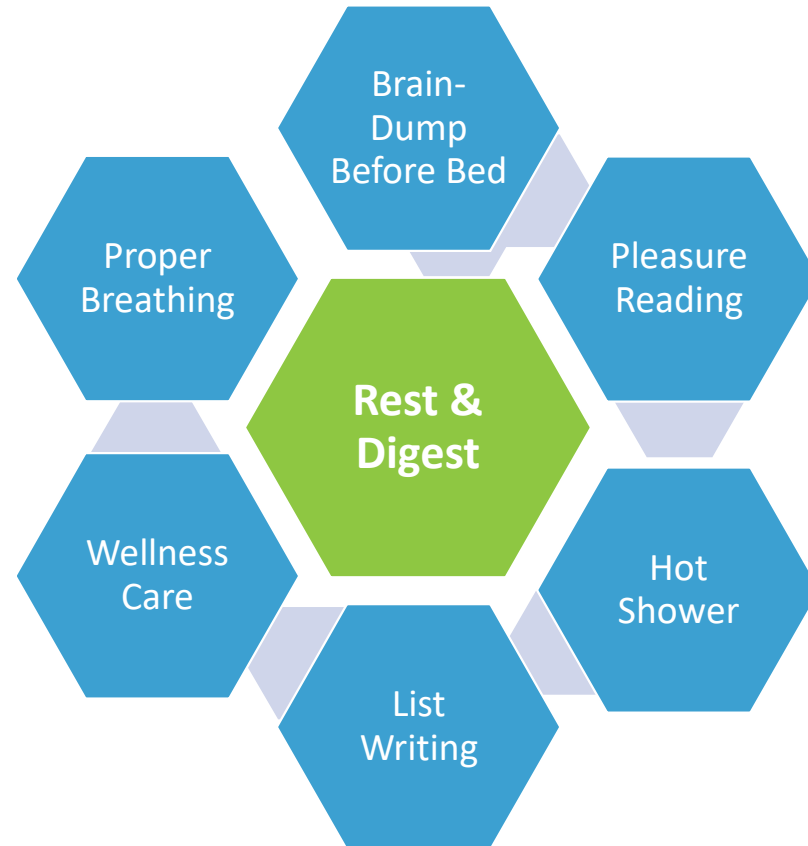 Brain-
Dump
Before Bed
Pleasure
Reading
Hot
Shower
List
Writing
Wellness
Care
Proper
Breathing
Rest &
Digest